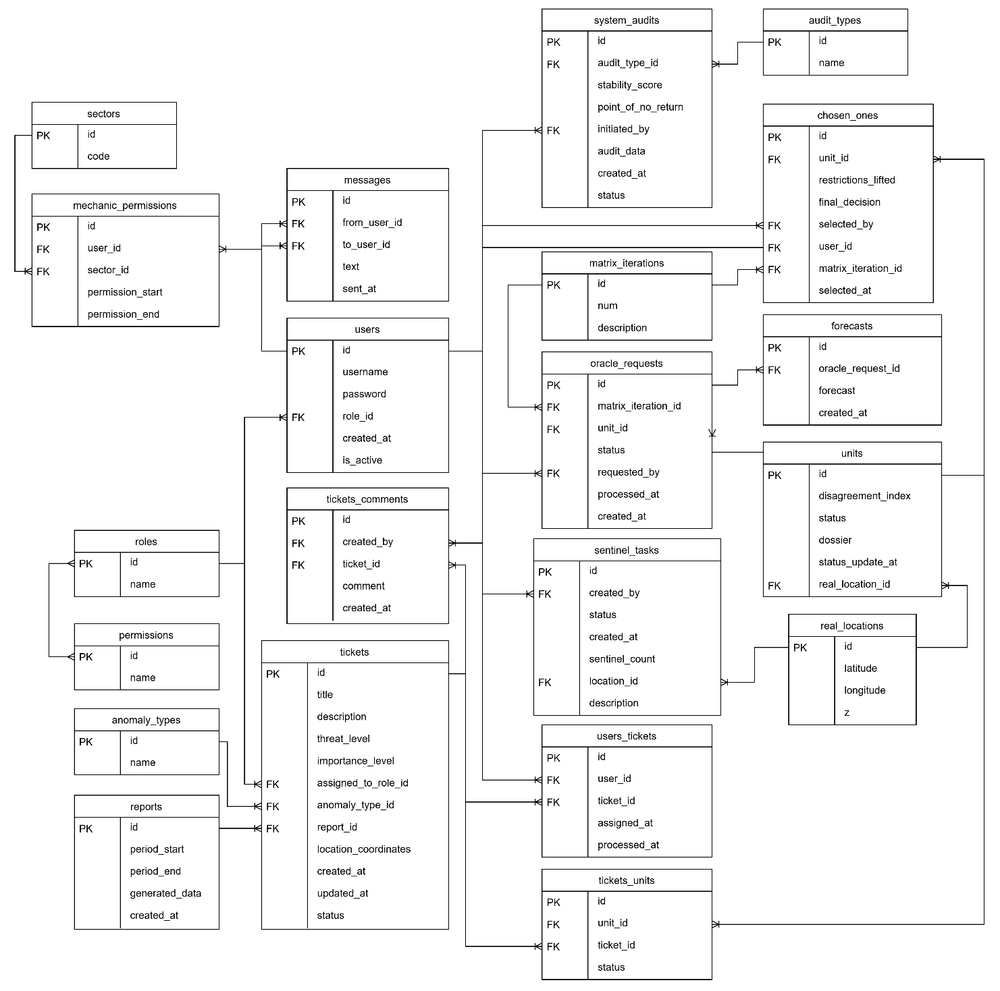 system_audits
PK id
FK audit_type_id
stability_score
point_of_no_return
FK initiated_by
audit_data
created_at
status
audit_types
PK id
name
sectors
PK id
code
chosen_ones
PK id
FK unit_id
restrictions_lifted
final_decision
FK selected_by
FK user_id
FK matrix_iteration_id
selected_at
messages
PK id
FK from_user_id
FK to_user_id
text
sent_at
mechanic_permissions
PK id
FK user_id
FK sector_id
permission_start
permission_end
matrix_iterations
PK id
num
description
users
PK id
username
password
FK role_id
created_at
is_active
forecasts
PK id
FK oracle_request_id
forecast
created_at
oracle_requests
PK id
FK matrix_iteration_id
FK unit_id
status
FK requested_by
processed_at
created_at
units
PK id
disagreement_index
status
dossier
status_update_at
FK real_location_id
tickets_comments
PK id
FK created_by
FK ticket_id
comment
created_at
roles
PK id
name
sentinel_tasks
PK id
FK created_by
status
created_at
sentinel_count
FK location_id
description
real_locations
PK id
latitude
longitude
z
permissions
PK id
name
tickets
PK id
title
description
threat_level
importance_level
FK assigned_to_role_id
FK anomaly_type_id
FK report_id
location_coordinates
created_at
updated_at
status
anomaly_types
PK id
name
users_tickets
PK id
FK user_id
FK ticket_id
assigned_at
processed_at
reports
PK id
period_start
period_end
generated_data
created_at
tickets_units
PK id
FK unit_id
FK ticket_id
status